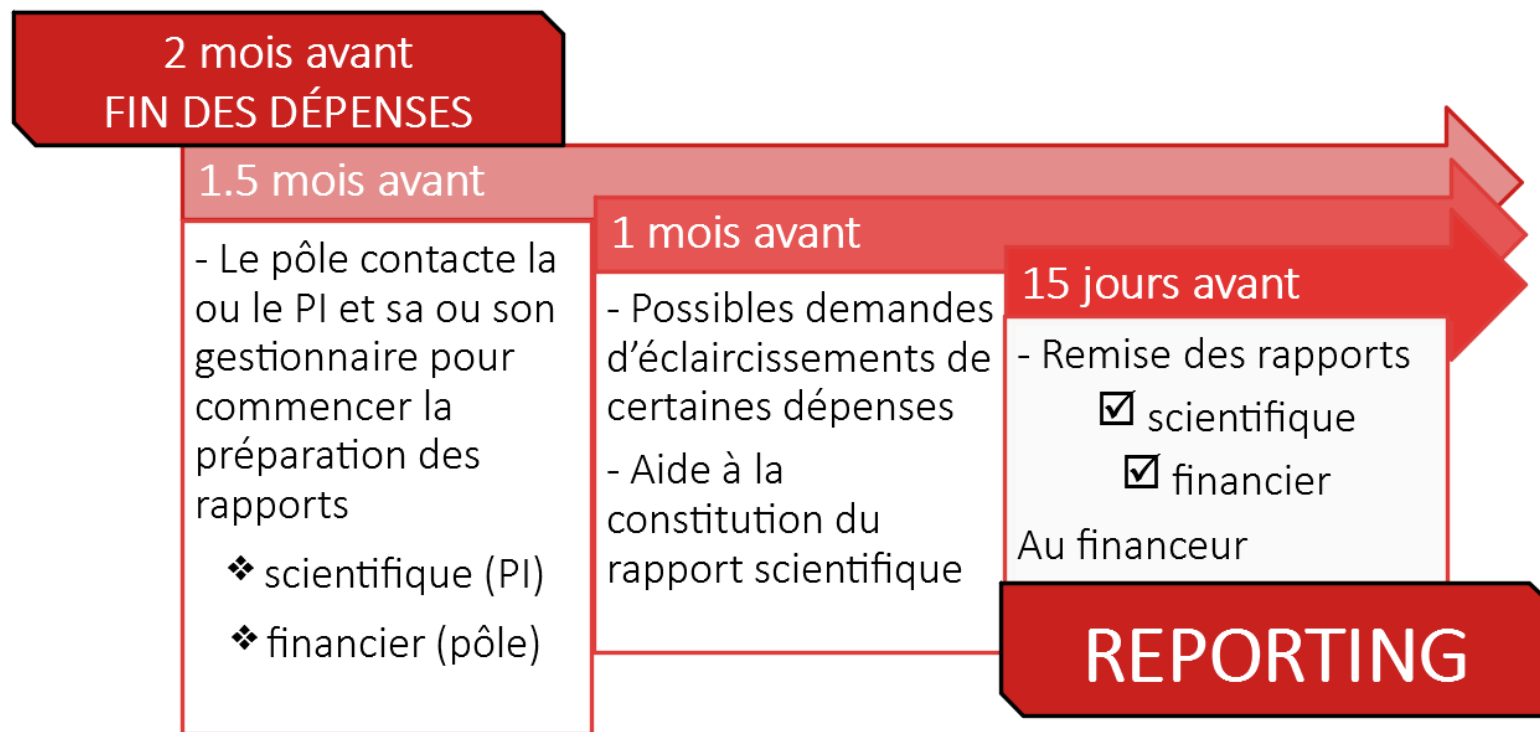 2 mois avant
FIN DES DÉPENSES
1.5 mois avant
- Le pôle contacte la
ou le PI et sa ou son
gestionnaire pour
commencer la
préparation des
rapports
❖ scientifique (PI)
❖ financier (pôle)
1 mois avant
- Possibles demandes
d’éclaircissements de
certaines dépenses
- Aide à la
constitution du
rapport scientifique
15 jours avant
- Remise des rapports
☑ scientifique
☑ financier
Au financeur
REPORTING